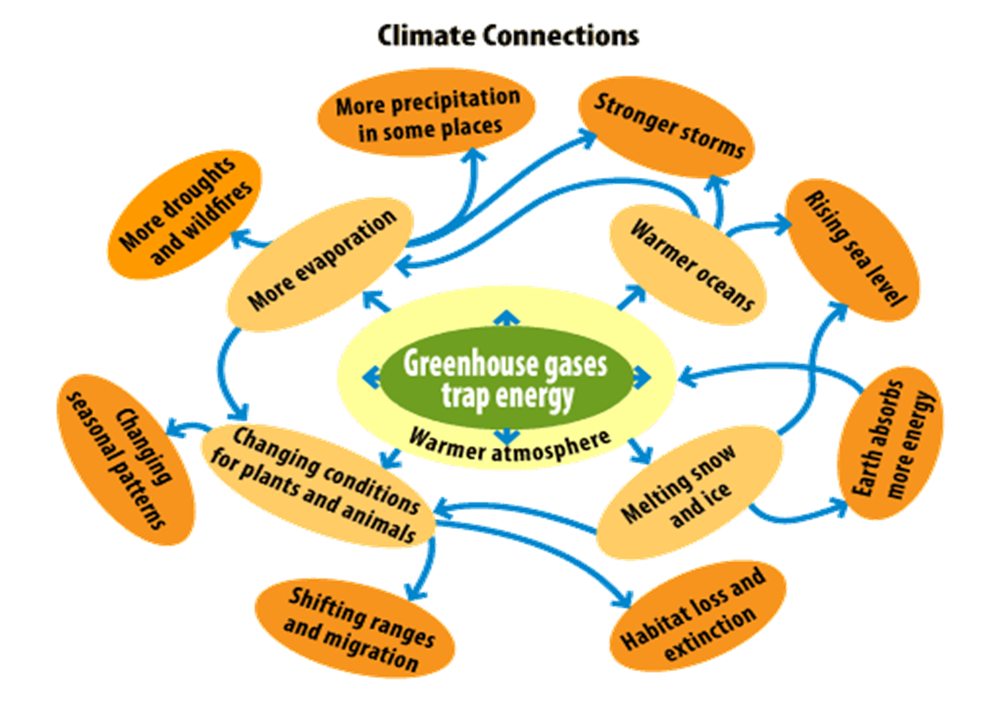 Climate Connections
More precipitation
in some places
Stronger storms
More droughts
and wildfires
Rising sea level
More evaporation
Warmer oceans
Greenhouse gases
trap energy
Warmer atmosphere
Changing
seasonal patterns
Changing conditions
for plants and animals
Melting snow
and ice
Earth absorbs
more energy
Shifting ranges
and migration
Habitat loss and
extinction